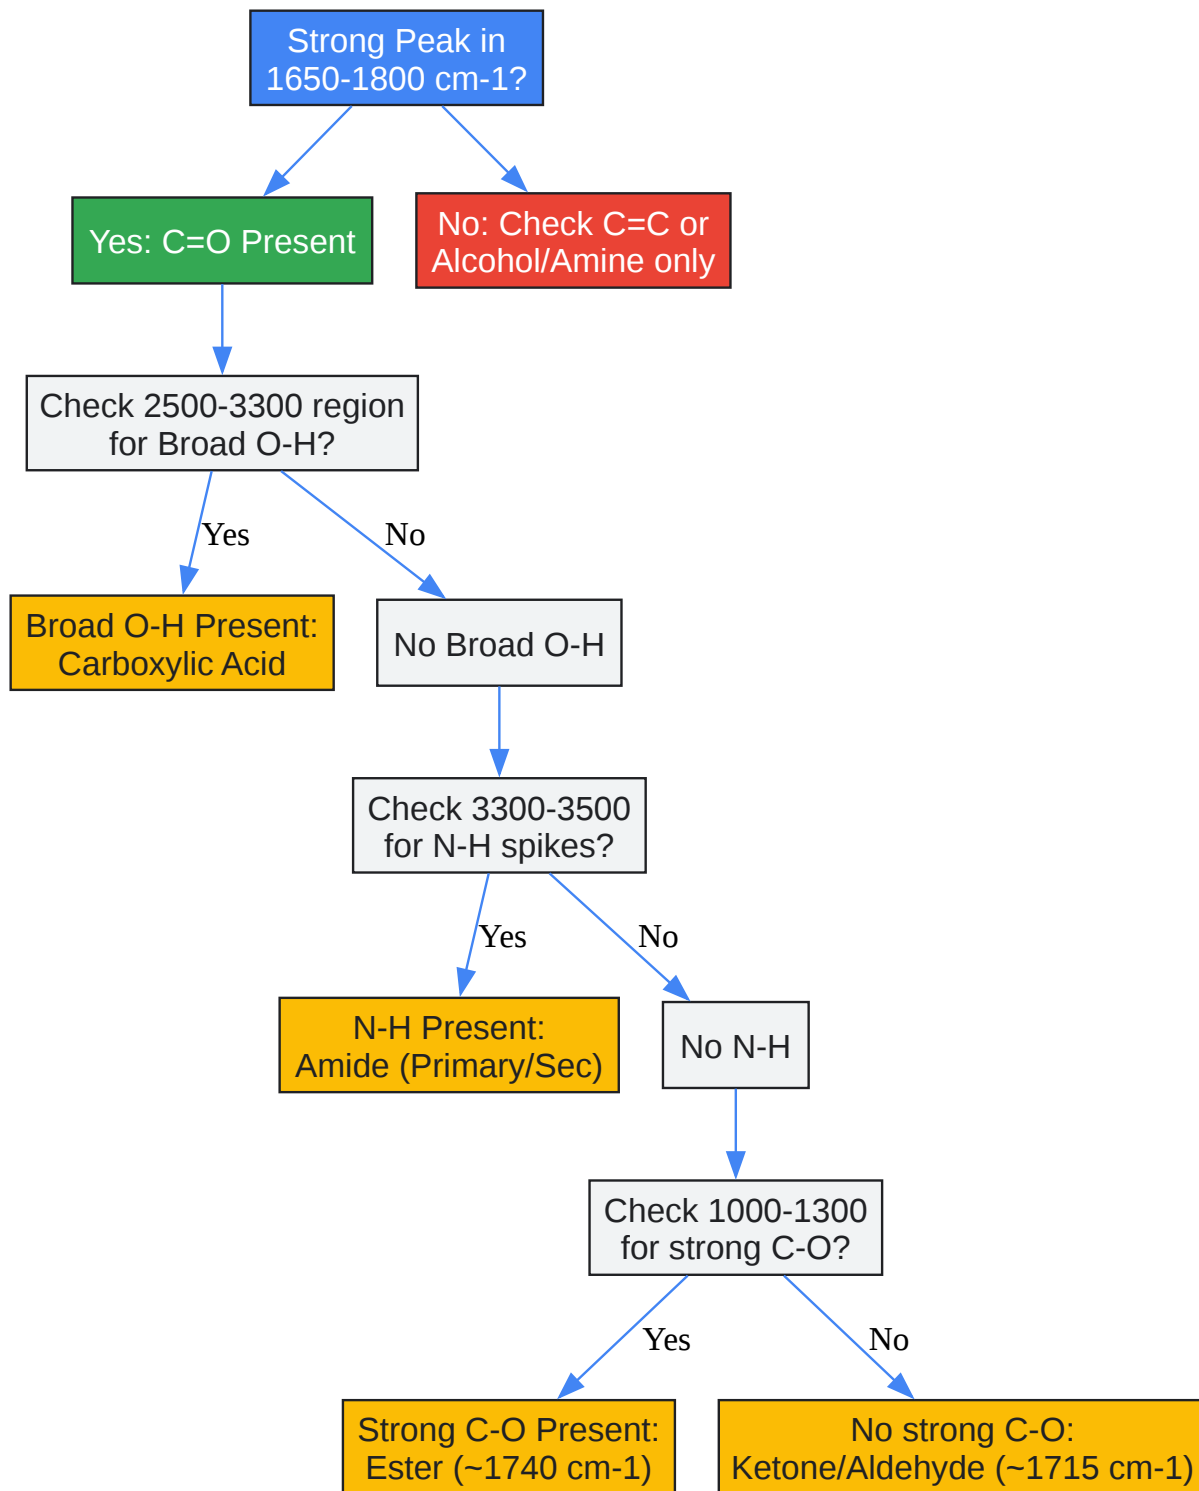 Strong Peak in
1650-1800 cm-1?
Yes: C=O Present
No: Check C=C or
Alcohol/Amine only
Check 2500-3300 region
for Broad O-H?
Yes
No
Broad O-H Present:
Carboxylic Acid
No Broad O-H
Check 3300-3500
for N-H spikes?
Yes
No
N-H Present:
Amide (Primary/Sec)
No N-H
Check 1000-1300
for strong C-O?
Yes
No
Strong C-O Present:
Ester (~1740 cm-1)
No strong C-O:
Ketone/Aldehyde (~1715 cm-1)